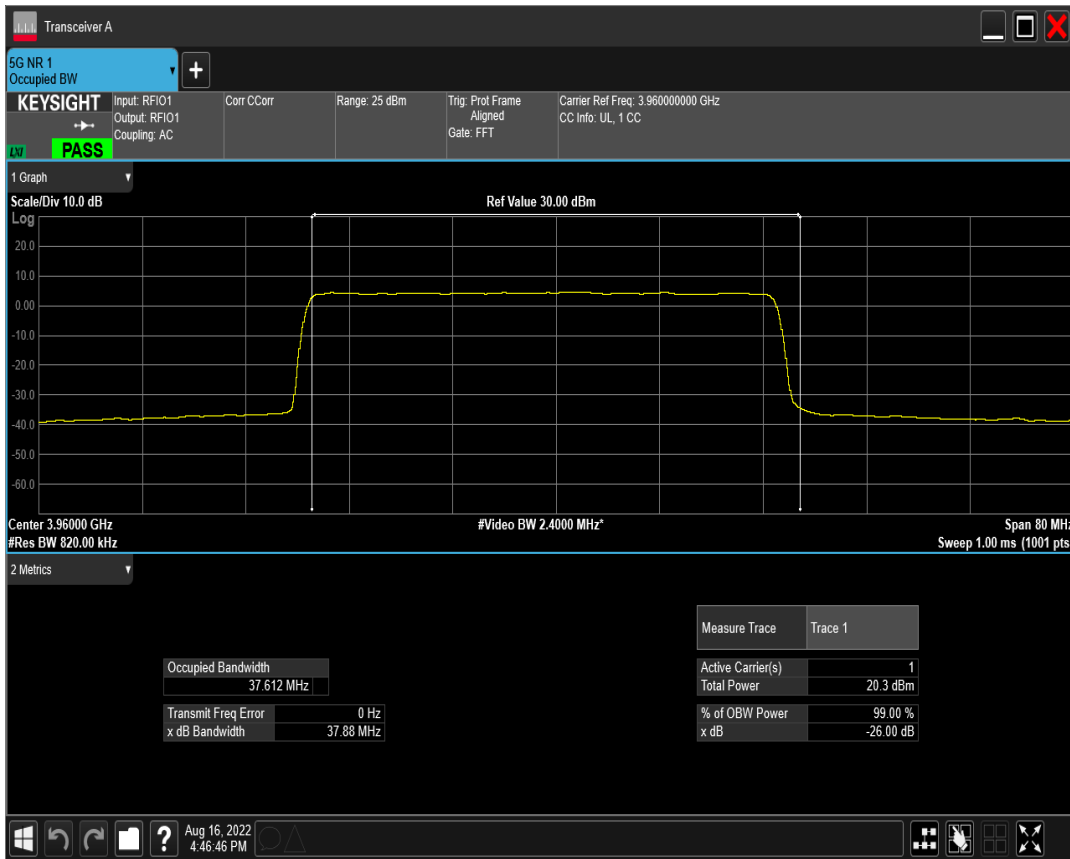 Transceiver A
5G NR 1
Occupied BW
KEYSIGHT
LXI
PASS
Input: RFIO1
Output: RFIO1
Coupling: AC
Corr CCorr
Range: 25 dBm
Trig: Prot Frame
Aligned
Gate: FFT
Carrier Ref Freq: 3.960000000 GHz
CC Info: UL, 1 CC
1 Graph
Scale/Div 10.0 dB
Ref Value 30.00 dBm
Log
20.0
10.0
0.00
-10.0
-20.0
-30.0
-40.0
-50.0
-60.0
Center 3.96000 GHz
#Video BW 2.4000 MHz*
Span 80 MHz
#Res BW 820.00 kHz
Sweep 1.00 ms (1001 pts
2 Metrics
Measure Trace Trace 1
Occupied Bandwidth
37.612 MHz
Active Carrier(s) 1
Total Power 20.3 dBm
Transmit Freq Error 0 Hz
x dB Bandwidth 37.88 MHz
% of OBW Power 99.00 %
x dB -26.00 dB
?
Aug 16, 2022
4:46:46 PM